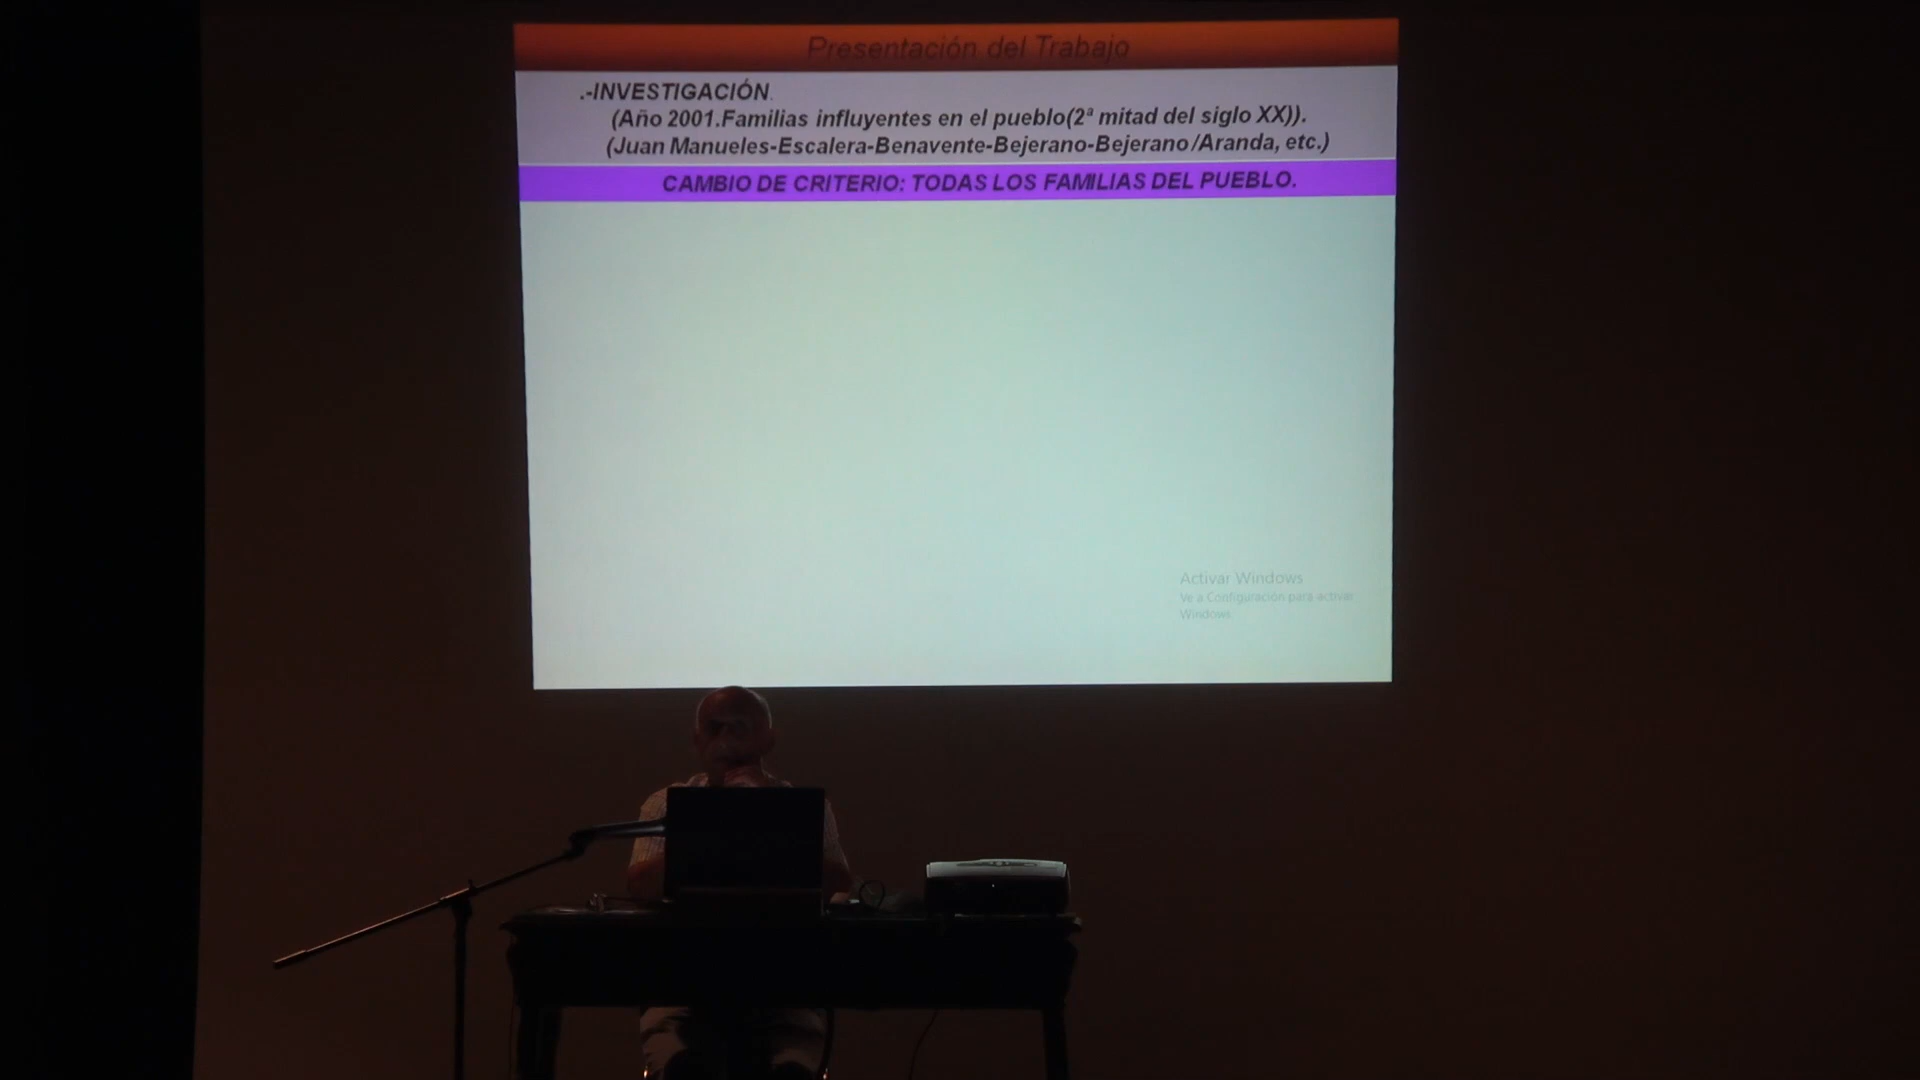 Presentación del Trabajo
.-INVESTIGACIÓN.
(Año 2001.Familias influyentes en el pueblo(2ª mitad del siglo XX)).
(Juan Manueles-Escalera-Benavente-Bejerano-Bejerano/Aranda, etc.)
CAMBIO DE CRITERIO: TODAS LOS FAMILIAS DEL PUEBLO.
Activar Windows
Ve a Configuración para activar
Windows.